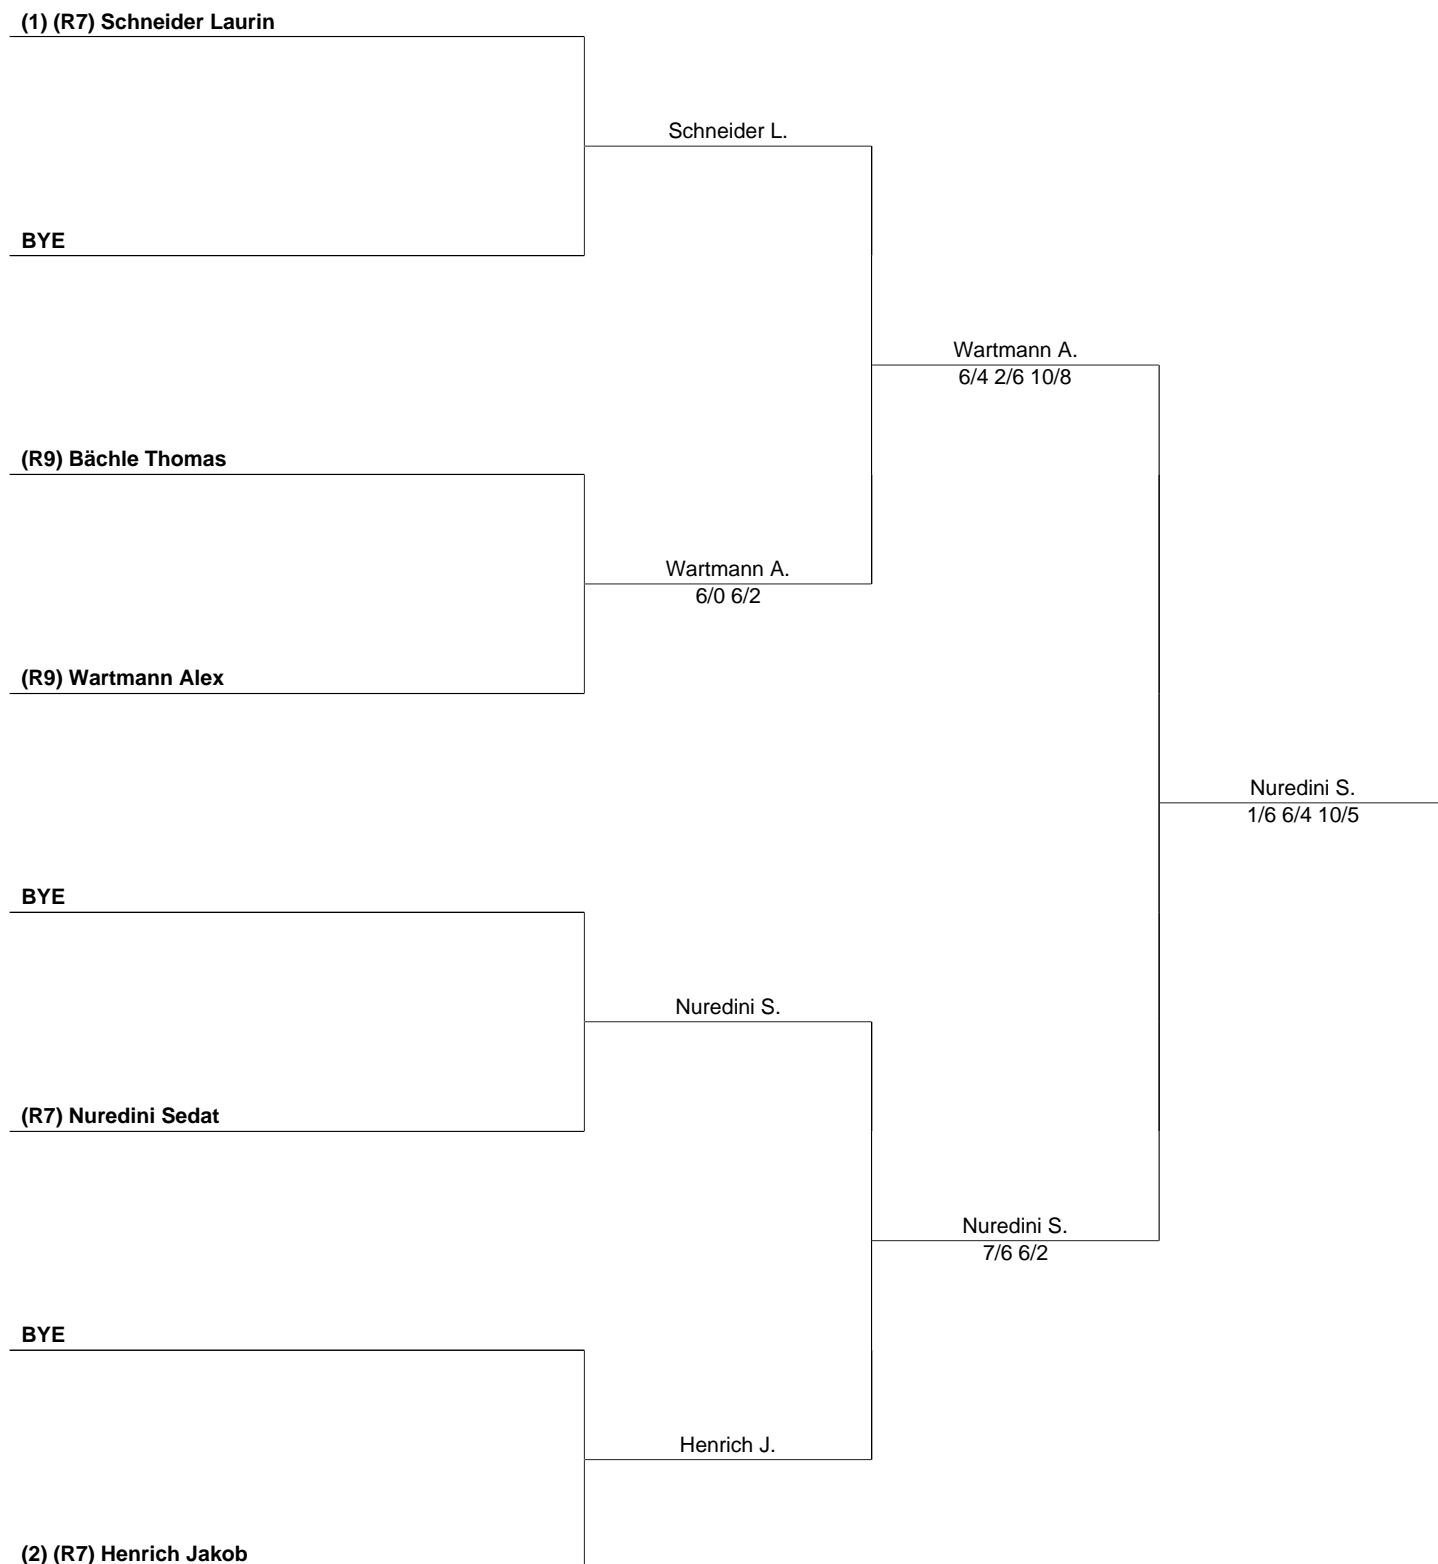 (1) (R7) Schneider Laurin
Schneider L.
BYE
Wartmann A.
6/4 2/6 10/8
(R9) Bächle Thomas
Wartmann A.
6/0 6/2
(R9) Wartmann Alex
Nuredini S.
1/6 6/4 10/5
BYE
Nuredini S.
(R7) Nuredini Sedat
Nuredini S.
7/6 6/2
BYE
Henrich J.
(2) (R7) Henrich Jakob